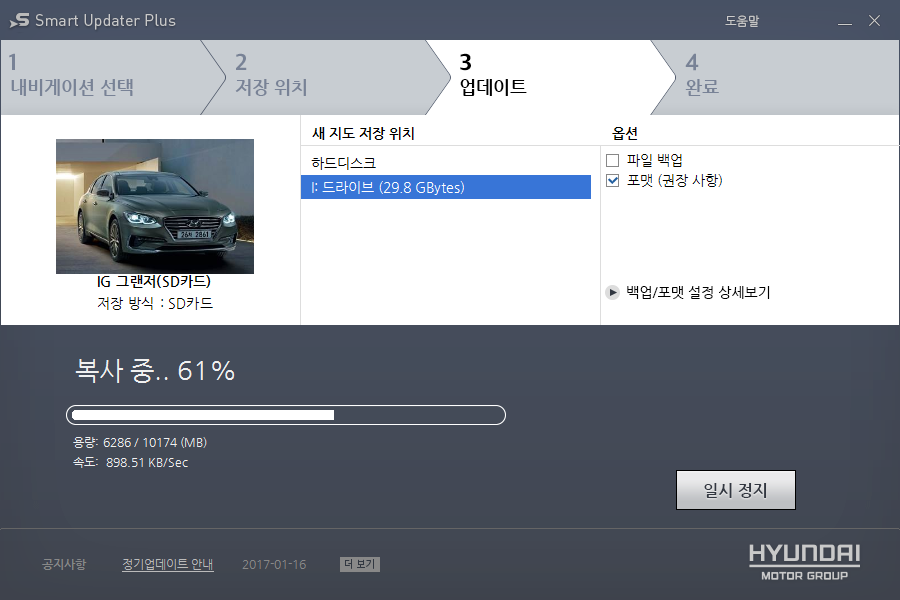 Smart Updater Plus
도움말
1
내비게이션 선택
2
저장 위치
3
업데이트
4
완료
새 지도 저장 위치
옵션
하드디스크
I: 드라이브 (29.8 GBytes)
파일 백업
포맷 (권장 사항)
IG 그랜저(SD카드)
저장 방식 : SD카드
백업/포맷 설정 상세보기
복사 중.. 61%
용량: 6286 / 10174 (MB)
속도: 898.51 KB/Sec
일시 정지
공지사항
정기업데이트 안내
2017-01-16
더 보기
HYUNDAI
MOTOR GROUP